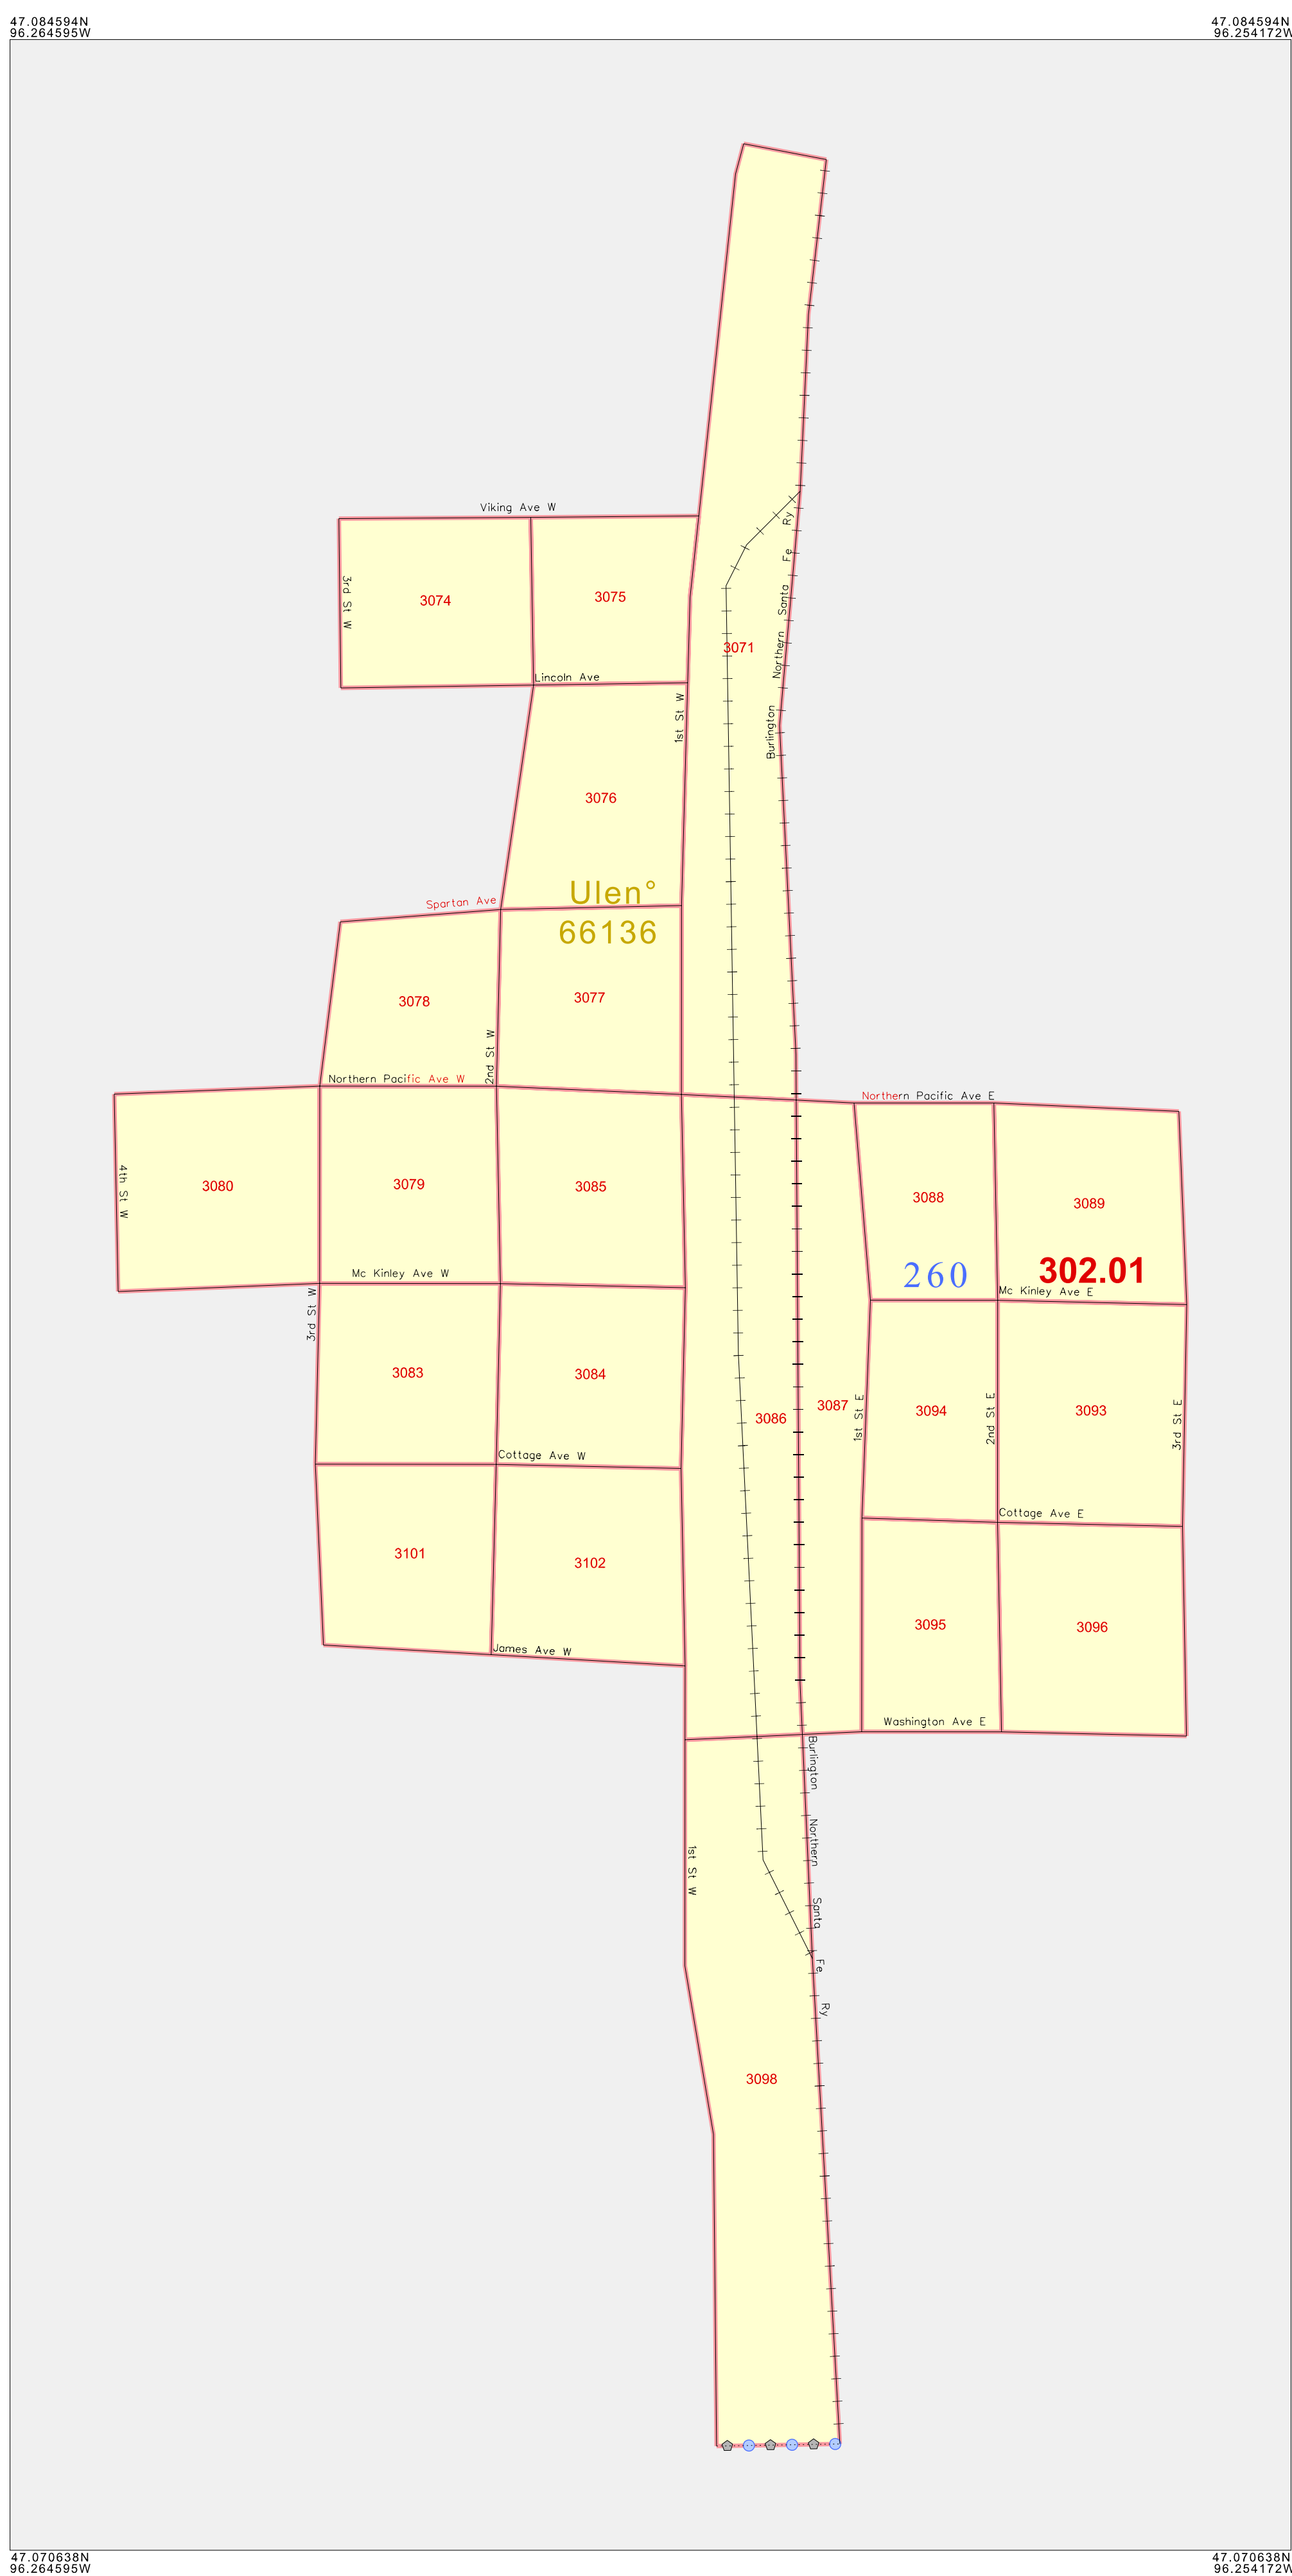 47.084594N
96.264595W
47.084594N
96.254172W
Viking Ave W
3rd St W
3074
3075
3071
Burlington Northern Santa Fe Ry
Lincoln Ave
1st St W
3076
Ulen°
66136
Spartan Ave
3078
3077
2nd St W
Northern Pacific Ave W
Northern Pacific Ave E
4th St W
3080
3079
3085
3088
3089
260
302.01
Mc Kinley Ave W
Mc Kinley Ave E
3rd St W
3083
3084
3086
3087
1st St E
3094
2nd St E
3093
3rd St E
Cottage Ave W
Cottage Ave E
3101
3102
3095
3096
James Ave W
Washington Ave E
Burlington Northern Santa Fe Ry
1st St W
3098
47.070638N
96.264595W
47.070638N
96.254172W